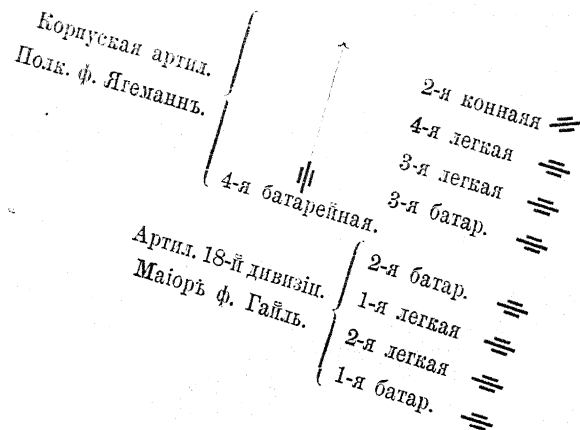 Корпуская артил.
Полк. ф. Ягеманнъ.
2-я конная
4-я легкая
3-я легкая
3-я батар.
4-я батарейная.
Артил. 18-й дивизіи.
Маіоръ ф. Гайль.
2-я батар.
1-я легкая
2-я легкая
1-я батар.